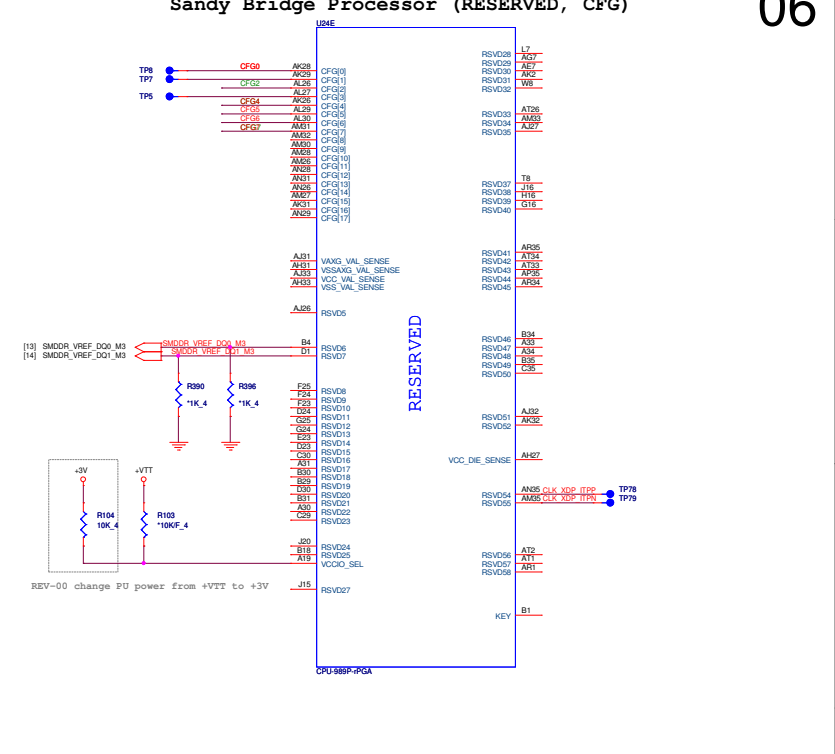 Sandy Bridge Processor (RESERVED, CFG)
06
U24E
TP8 CFG0 AK28 CFG[0]
TP7 AK29 CFG[1]
CFG2 AL26 CFG[2]
TP5 AL27 CFG[3]
CFG4 AK26 CFG[4]
CFG5 AL29 CFG[5]
CFG6 AL30 CFG[6]
CFG7 AM31 CFG[7]
AM32 CFG[8]
AM30 CFG[9]
AM28 CFG[10]
AM26 CFG[11]
AN28 CFG[12]
AN31 CFG[13]
AN26 CFG[14]
AM27 CFG[15]
AK31 CFG[16]
AN29 CFG[17]
AJ31 VAXG_VAL_SENSE
AH31 VSSAXG_VAL_SENSE
AJ33 VCC_VAL_SENSE
AH33 VSS_VAL_SENSE
AJ26 RSVD5
[13] SMDDR_VREF_DQ0_M3 SMDDR_VREF_DQ0_M3 B4 RSVD6
[14] SMDDR_VREF_DQ1_M3 SMDDR_VREF_DQ1_M3 D1 RSVD7
R390
*1K_4
R396
*1K_4
F25 RSVD8
F24 RSVD9
F23 RSVD10
D24 RSVD11
G25 RSVD12
G24 RSVD13
E23 RSVD14
D23 RSVD15
C30 RSVD16
A31 RSVD17
B30 RSVD18
B29 RSVD19
D30 RSVD20
B31 RSVD21
A30 RSVD22
C29 RSVD23
+3V
+VTT
R104
10K_4
R103
*10K/F_4
J20 RSVD24
B18 RSVD25
A19 VCCIO_SEL
REV-00 change PU power from +VTT to +3V
J15 RSVD27
RESERVED
RSVD28 L7
RSVD29 AG7
RSVD30 AE7
RSVD31 AK2
RSVD32 W8
RSVD33 AT26
RSVD34 AM33
RSVD35 AJ27
RSVD37 T8
RSVD38 J16
RSVD39 H16
RSVD40 G16
RSVD41 AR35
RSVD42 AT34
RSVD43 AT33
RSVD44 AP35
RSVD45 AR34
RSVD46 B34
RSVD47 A33
RSVD48 A34
RSVD49 B35
RSVD50 C35
RSVD51 AJ32
RSVD52 AK32
VCC_DIE_SENSE AH27
RSVD54 AN35 CLK_XDP_ITPP TP78
RSVD55 AM35 CLK_XDP_ITPN TP79
RSVD56 AT2
RSVD57 AT1
RSVD58 AR1
KEY B1
CPU-989P-rPGA